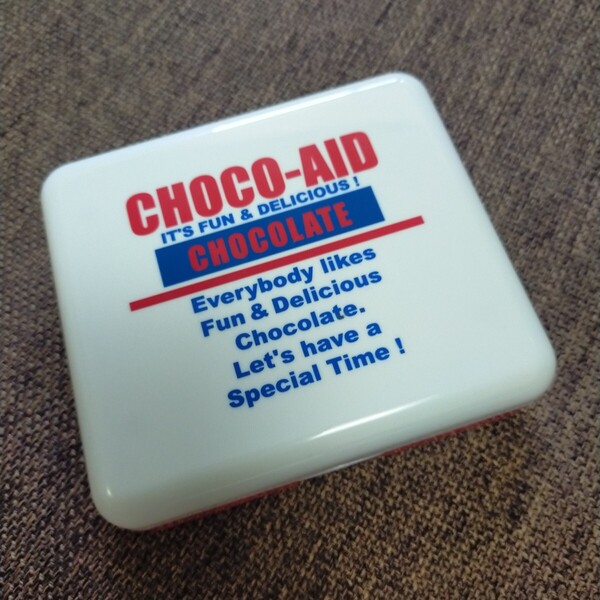 CHOCO-AID
IT'S FUN & DELICIOUS !
CHOCOLATE
Everybody likes
Fun & Delicious
Chocolate.
Let's have a
Special Time !